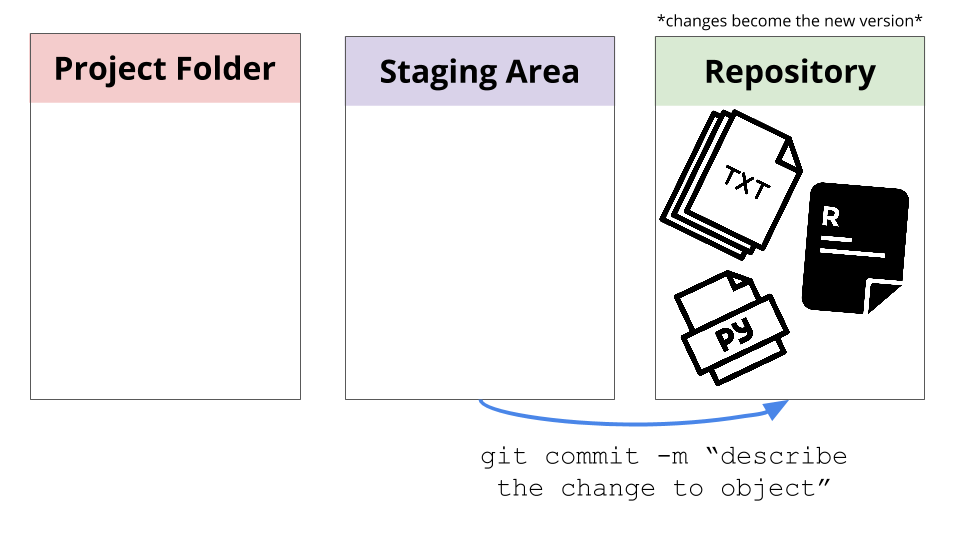 *changes become the new version*
Project Folder
Staging Area
Repository
TXT
R
PY
git commit -m “describe
the change to object”